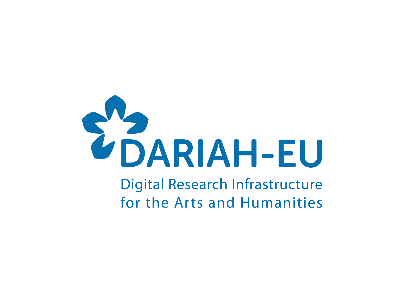 DARIAH-EU
Digital Research Infrastructure
for the Arts and Humanities